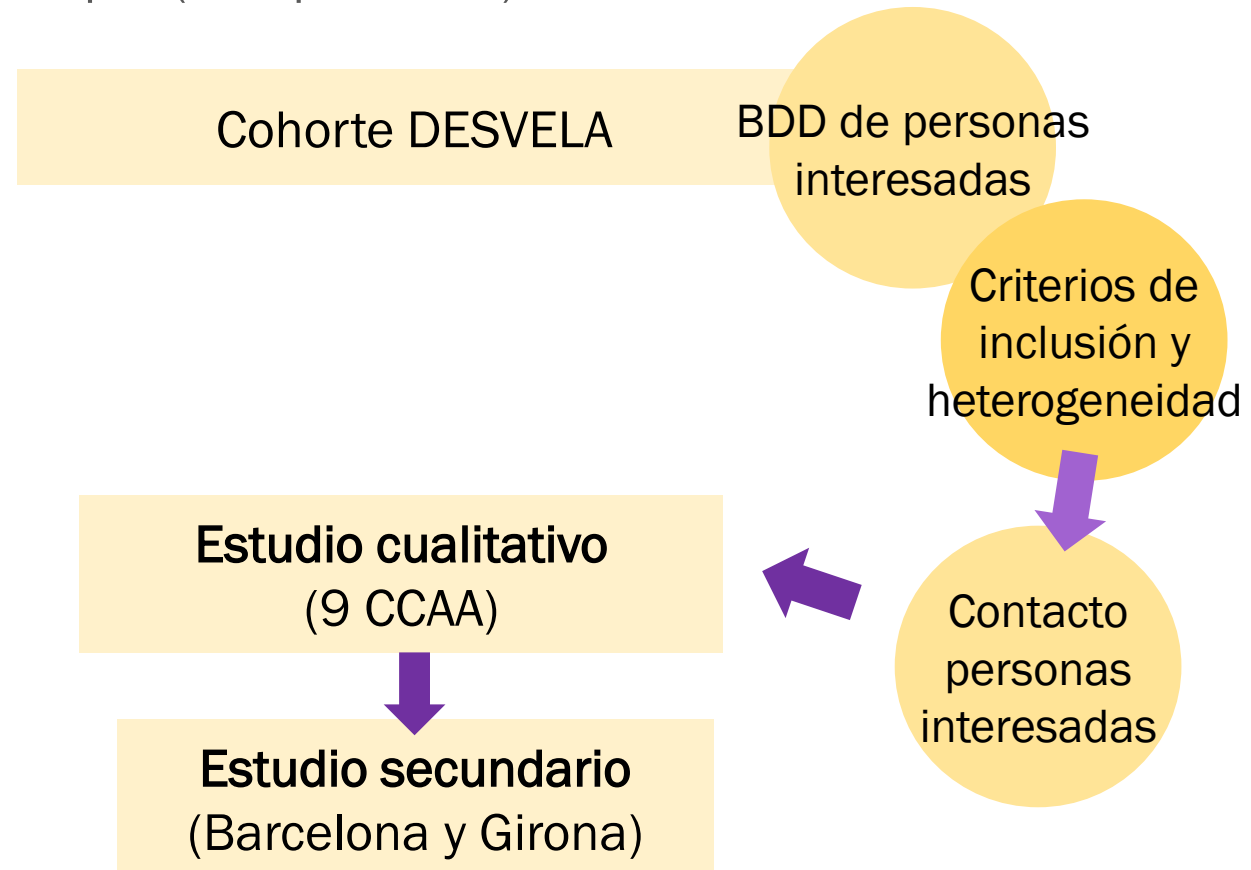 Cohorte DESVELA
BDD de personas
interesadas
Criterios de
inclusión y
heterogeneidad
Contacto
personas
interesadas
Estudio cualitativo
(9 CCAA)
Estudio secundario
(Barcelona y Girona)